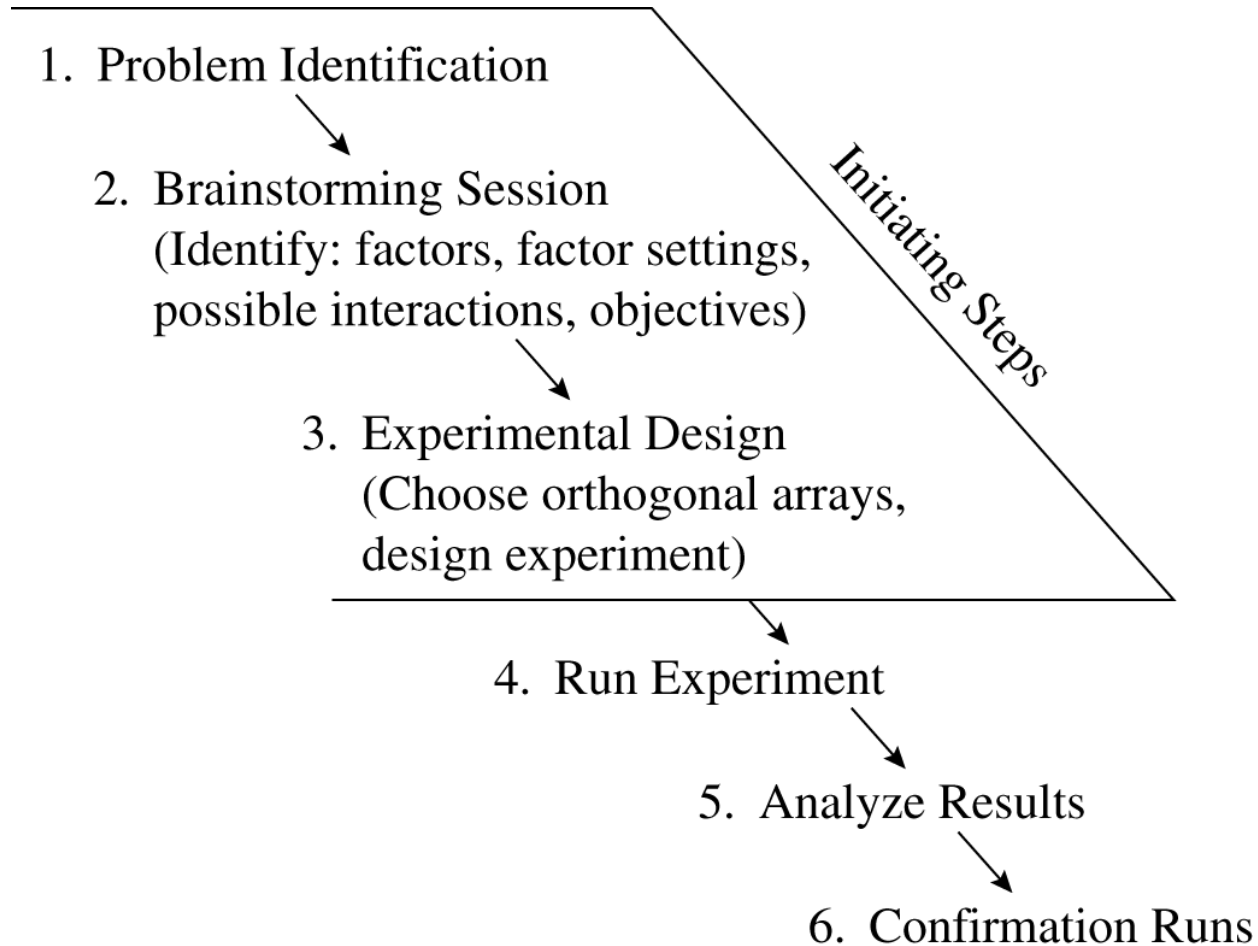 1. Problem Identification
2. Brainstorming Session
(Identify: factors, factor settings,
possible interactions, objectives)
Initiating Steps
3. Experimental Design
(Choose orthogonal arrays,
design experiment)
4. Run Experiment
5. Analyze Results
6. Confirmation Runs